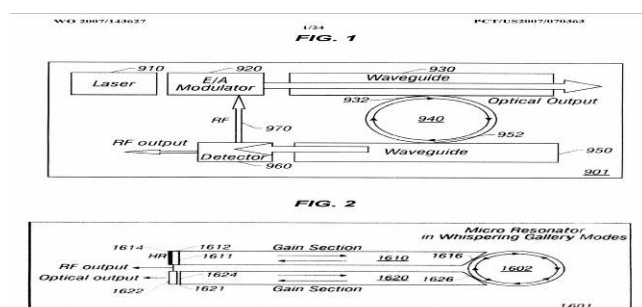 WO 2007/143627 PCT/US2007/070363
1/24
FIG. 1
910 920 930
Laser E/A Modulator Waveguide
932 Optical Output
RF 940
970 952
RF output
Detector Waveguide 950
960 901
FIG. 2
Micro Resonator
in Whispering Gallery Modes
1614 1612 Gain Section
HR 1611 1610 1616
RF output 1624 1602
Optical output 1620 1626
1622 1621 Gain Section
1601